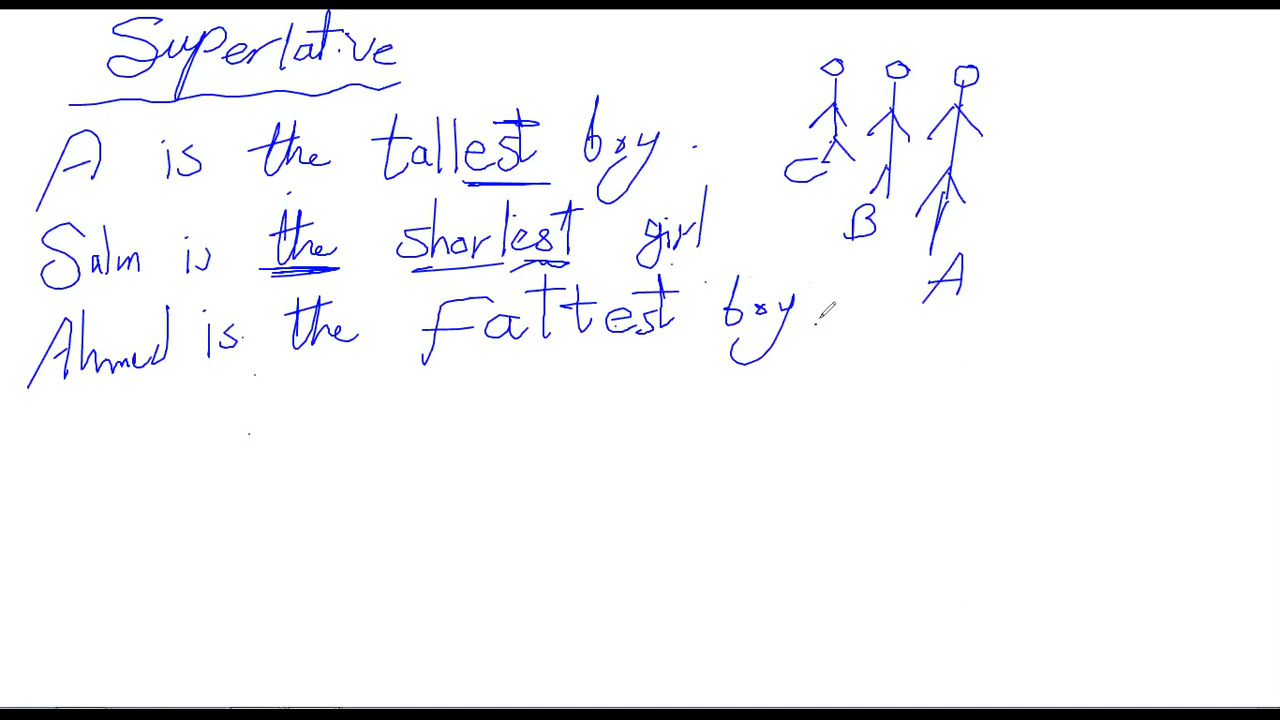 Superlative
A is the tallest boy.
Salm is the shortest girl
Ahmed is the Fattest boy.
C
B
A